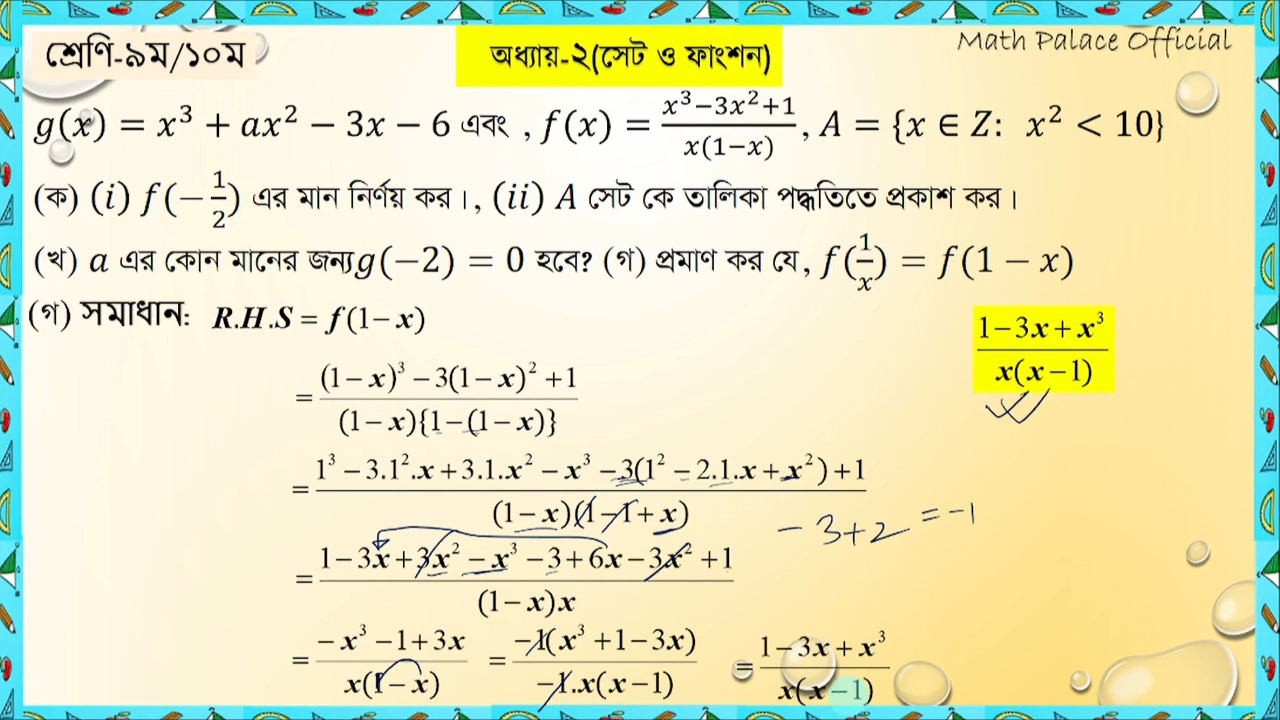 শ্রেণি-৯ম/১০ম
অধ্যায়-২(সেট ও ফাংশন)
Math Palace Official
g(x) = x³ + ax² − 3x − 6 এবং , f(x) = (x³−3x²+1)/(x(1−x)), A = {x ∈ Z: x² < 10}
(ক) (i) f(−1/2) এর মান নির্ণয় কর।, (ii) A সেট কে তালিকা পদ্ধতিতে প্রকাশ কর।
(খ) a এর কোন মানের জন্যg(−2) = 0 হবে? (গ) প্রমাণ কর যে, f(1/x) = f(1 − x)
(গ) সমাধান: R.H.S = f(1−x)
(1−3x+x³)/(x(x−1))
= ((1−x)³ −3(1−x)² +1)/((1−x){1−(1−x)})
= (1³ −3.1².x+3.1.x² −x³ −3(1² −2.1.x+x²)+1)/((1−x)(1−1+x))
−3+2 = −1
= (1−3x+3x² −x³ −3+6x−3x² +1)/((1−x)x)
= (−x³ −1+3x)/(x(1−x)) = (−1(x³ +1−3x))/(−1.x(x−1)) = (1−3x+x³)/(x(x−1))